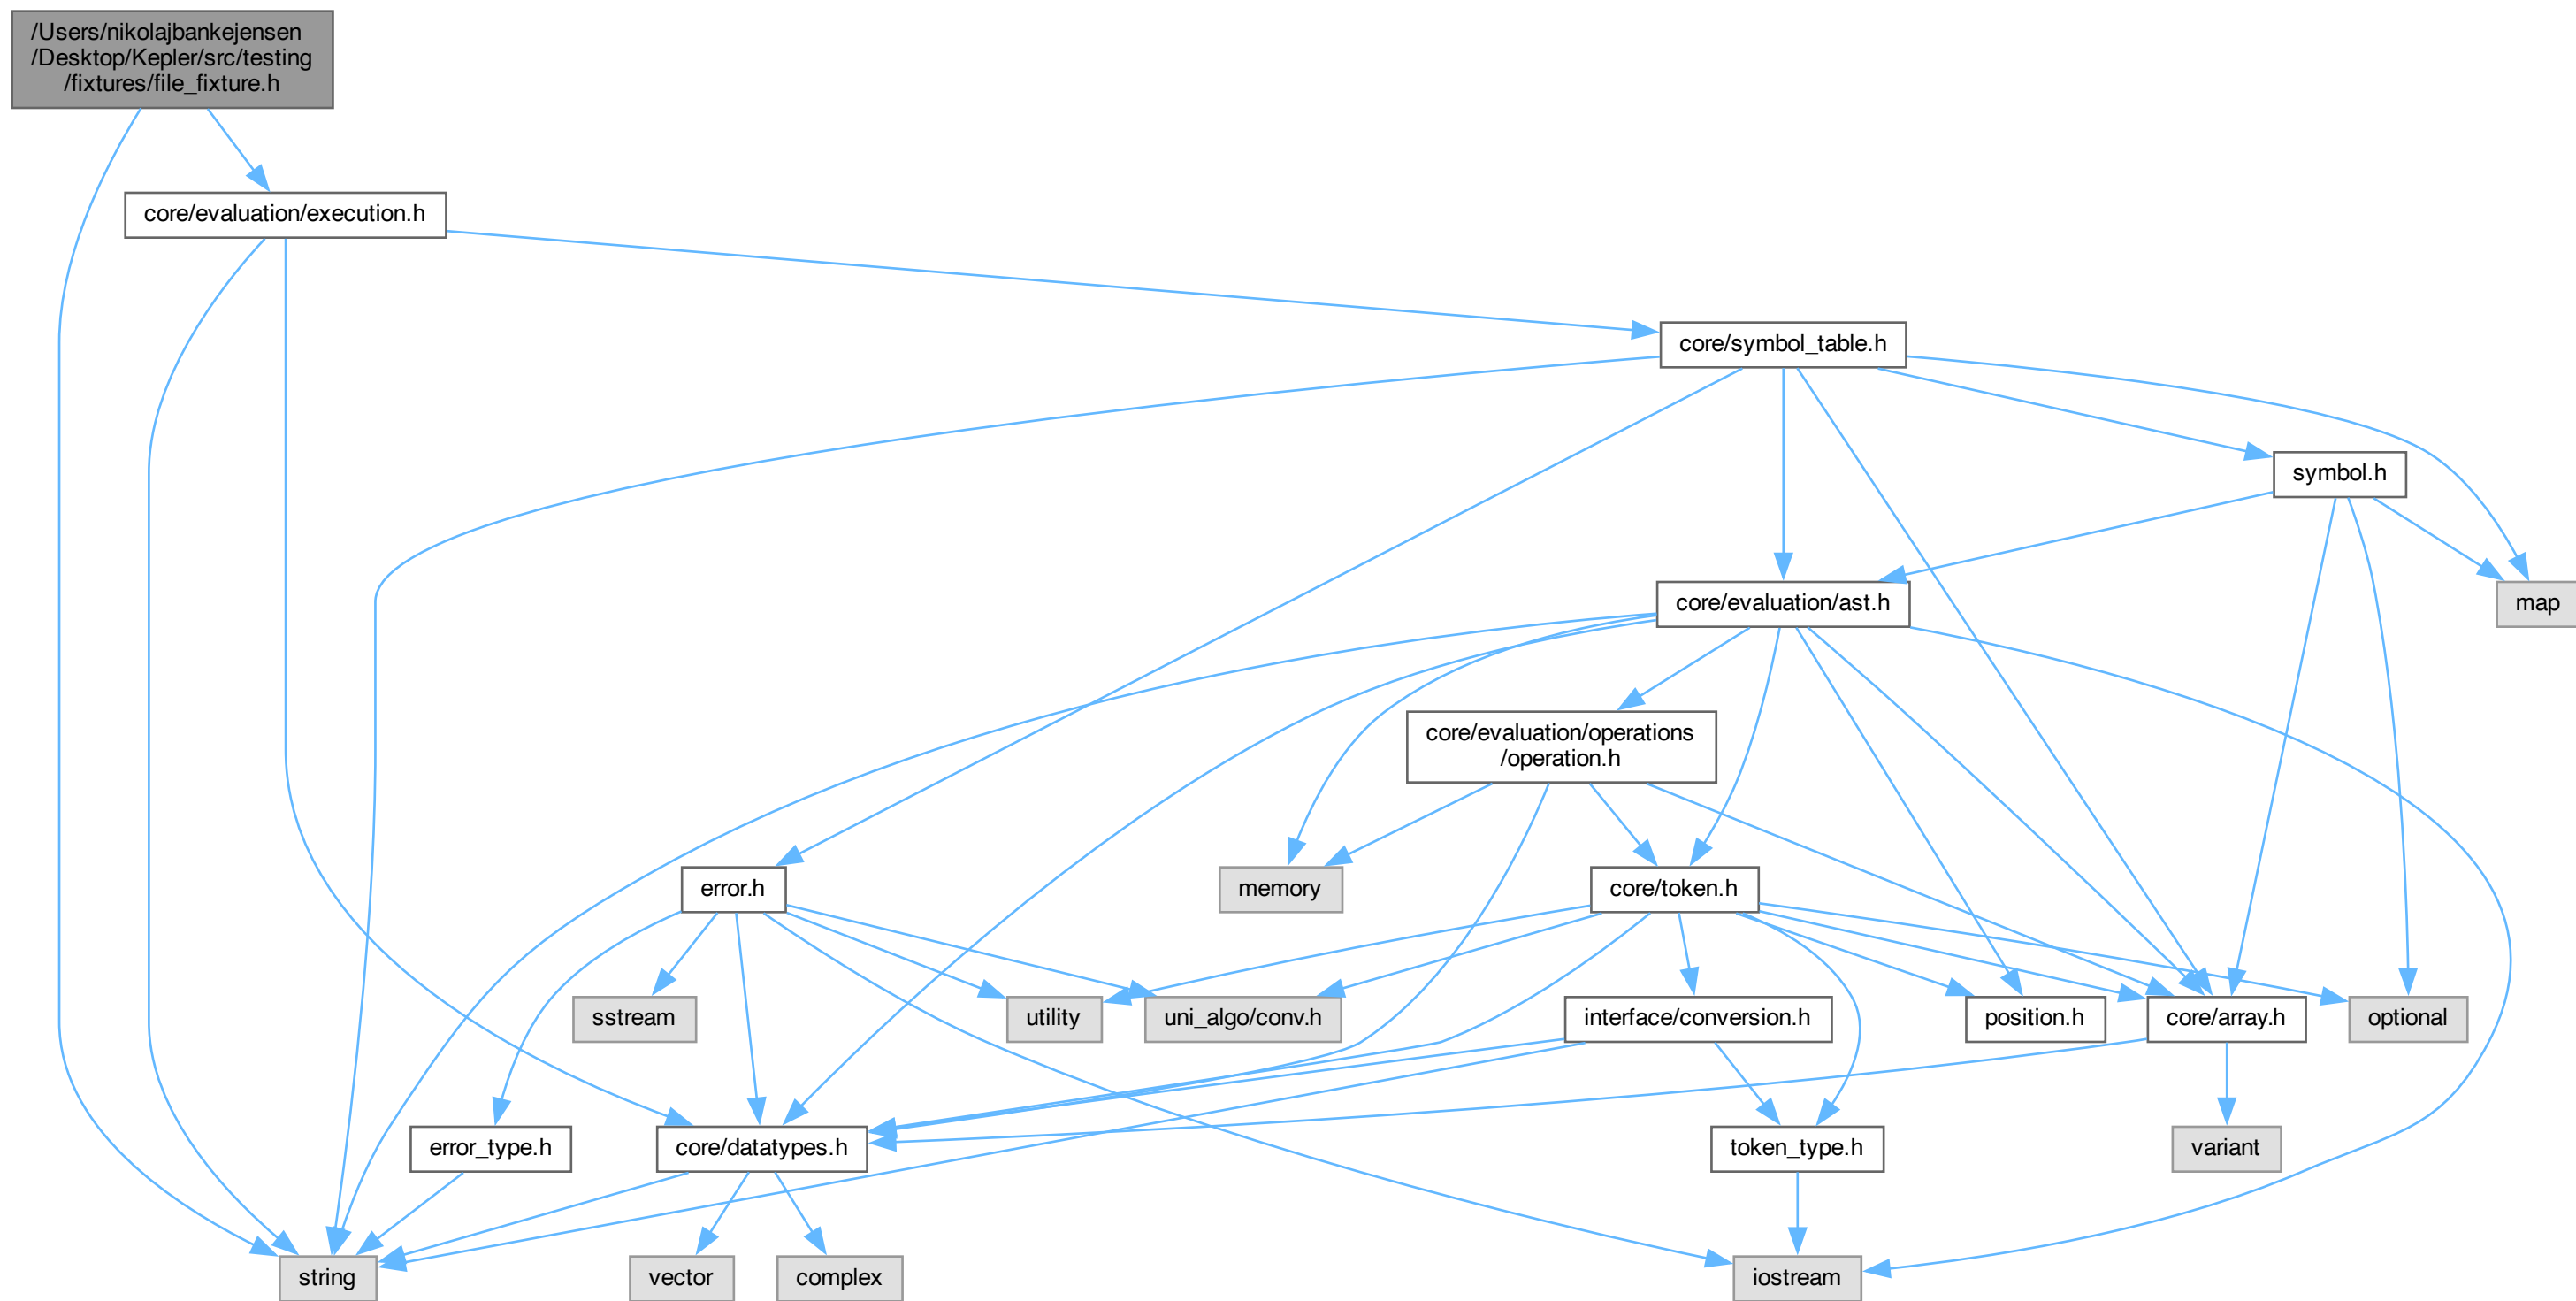 /Users/nikolajbankejensen
/Desktop/Kepler/src/testing
/fixtures/file_fixture.h
core/evaluation/execution.h
core/symbol_table.h
symbol.h
core/evaluation/ast.h
map
core/evaluation/operations
/operation.h
error.h
memory
core/token.h
sstream
utility
uni_algo/conv.h
interface/conversion.h
position.h
core/array.h
optional
error_type.h
core/datatypes.h
token_type.h
variant
string
vector
complex
iostream